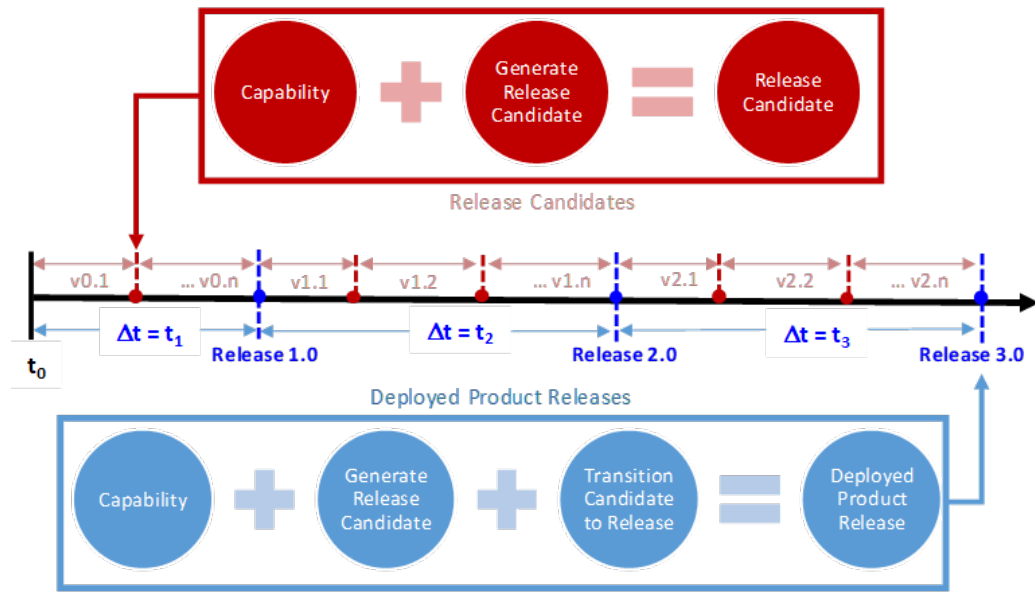 Capability
Generate
Release
Candidate
Release
Candidate
Release Candidates
v0.1
... v0.n
v1.1
v1.2
... v1.n
v2.1
v2.2
... v2.n
Δt = t₁
Δt = t₂
Δt = t₃
t₀
Release 1.0
Release 2.0
Release 3.0
Deployed Product Releases
Capability
Generate
Release
Candidate
Transition
Candidate
to Release
Deployed
Product
Release